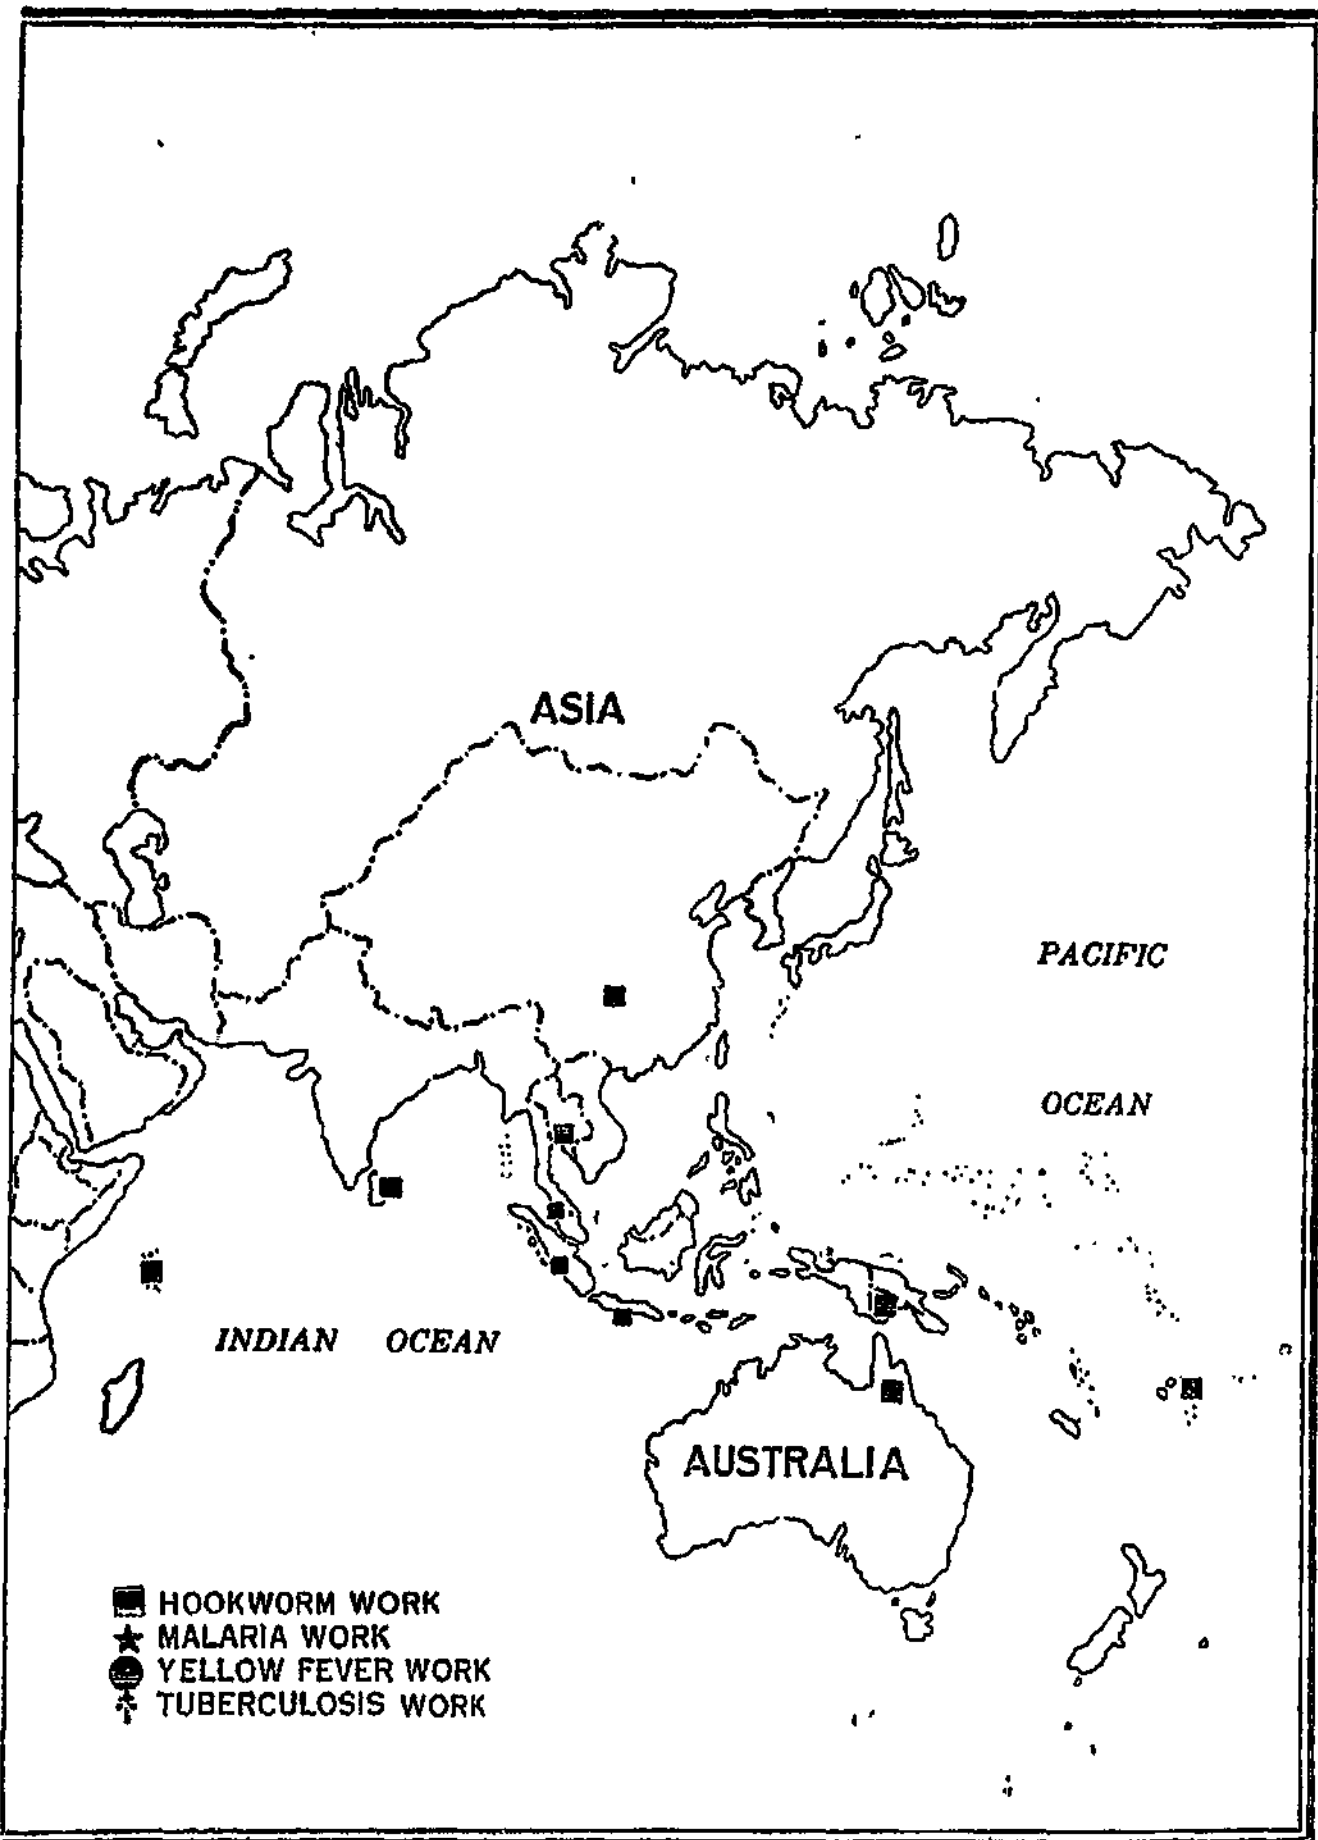 ASIA
PACIFIC
OCEAN
INDIAN OCEAN
AUSTRALIA
HOOKWORM WORK
MALARIA WORK
YELLOW FEVER WORK
TUBERCULOSIS WORK